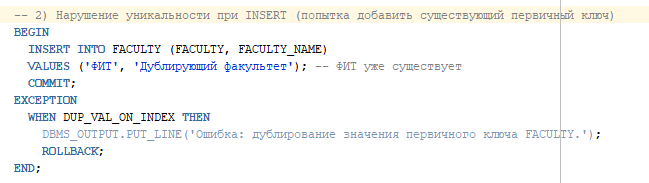 -- 2) Нарушение уникальности при INSERT (попытка добавить существующий первичный ключ)
BEGIN
INSERT INTO FACULTY (FACULTY, FACULTY_NAME)
VALUES ('ФИТ', 'Дублирующий факультет'); -- ФИТ уже существует
COMMIT;
EXCEPTION
WHEN DUP_VAL_ON_INDEX THEN
DBMS_OUTPUT.PUT_LINE('Ошибка: дублирование значения первичного ключа FACULTY.');
ROLLBACK;
END;